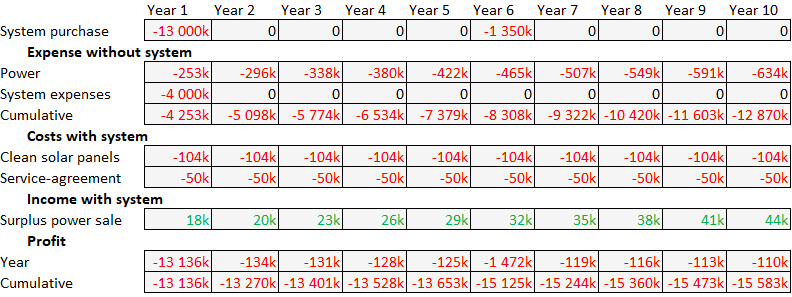 Year 1 Year 2 Year 3 Year 4 Year 5 Year 6 Year 7 Year 8 Year 9 Year 10
System purchase -13 000k 0 0 0 0 -1 350k 0 0 0 0
Expense without system
Power -253k -296k -338k -380k -422k -465k -507k -549k -591k -634k
System expenses -4 000k 0 0 0 0 0 0 0 0 0
Cumulative -4 253k -5 098k -5 774k -6 534k -7 379k -8 308k -9 322k -10 420k -11 603k -12 870k
Costs with system
Clean solar panels -104k -104k -104k -104k -104k -104k -104k -104k -104k -104k
Service-agreement -50k -50k -50k -50k -50k -50k -50k -50k -50k -50k
Income with system
Surplus power sale 18k 20k 23k 26k 29k 32k 35k 38k 41k 44k
Profit
Year -13 136k -134k -131k -128k -125k -1 472k -119k -116k -113k -110k
Cumulative -13 136k -13 270k -13 401k -13 528k -13 653k -15 125k -15 244k -15 360k -15 473k -15 583k